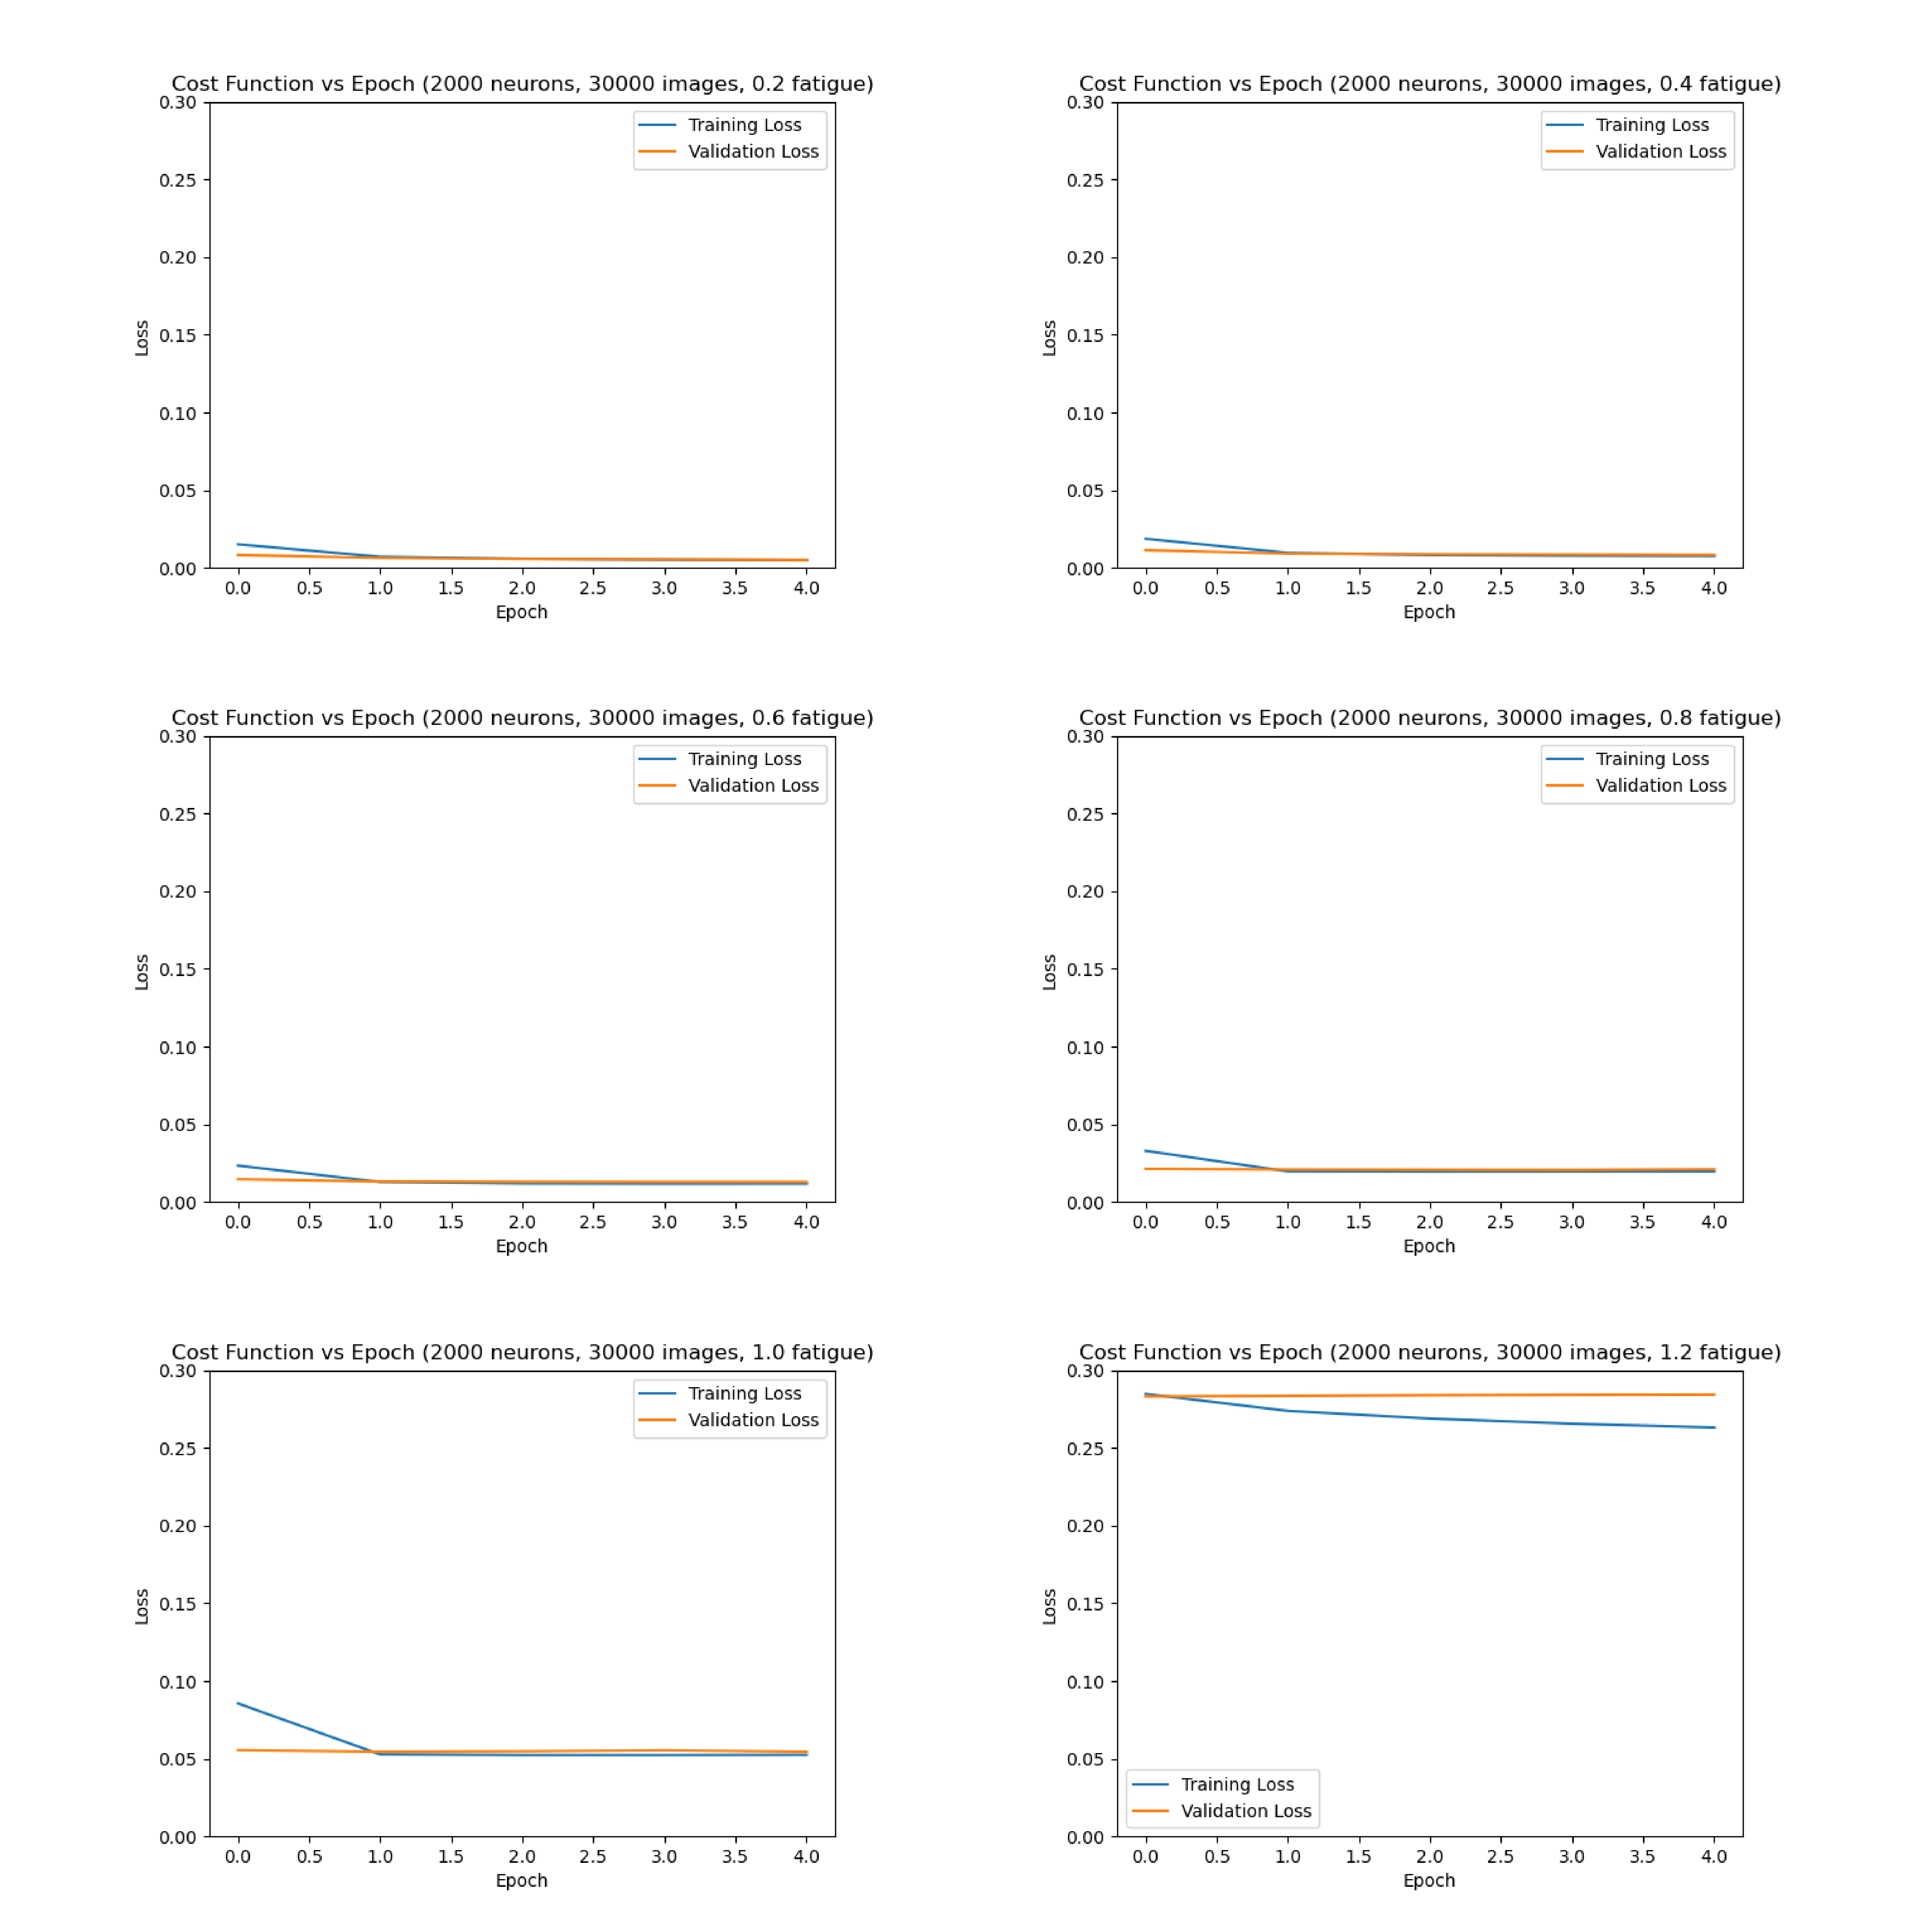 Cost Function vs Epoch (2000 neurons, 30000 images, 0.2 fatigue)
0.30
0.25
0.20
0.15
0.10
0.05
0.00
Loss
0.0 0.5 1.0 1.5 2.0 2.5 3.0 3.5 4.0
Epoch
Training Loss
Validation Loss
Cost Function vs Epoch (2000 neurons, 30000 images, 0.4 fatigue)
0.30
0.25
0.20
0.15
0.10
0.05
0.00
Loss
0.0 0.5 1.0 1.5 2.0 2.5 3.0 3.5 4.0
Epoch
Training Loss
Validation Loss
Cost Function vs Epoch (2000 neurons, 30000 images, 0.6 fatigue)
0.30
0.25
0.20
0.15
0.10
0.05
0.00
Loss
0.0 0.5 1.0 1.5 2.0 2.5 3.0 3.5 4.0
Epoch
Training Loss
Validation Loss
Cost Function vs Epoch (2000 neurons, 30000 images, 0.8 fatigue)
0.30
0.25
0.20
0.15
0.10
0.05
0.00
Loss
0.0 0.5 1.0 1.5 2.0 2.5 3.0 3.5 4.0
Epoch
Training Loss
Validation Loss
Cost Function vs Epoch (2000 neurons, 30000 images, 1.0 fatigue)
0.30
0.25
0.20
0.15
0.10
0.05
0.00
Loss
0.0 0.5 1.0 1.5 2.0 2.5 3.0 3.5 4.0
Epoch
Training Loss
Validation Loss
Cost Function vs Epoch (2000 neurons, 30000 images, 1.2 fatigue)
0.30
0.25
0.20
0.15
0.10
0.05
0.00
Loss
0.0 0.5 1.0 1.5 2.0 2.5 3.0 3.5 4.0
Epoch
Training Loss
Validation Loss